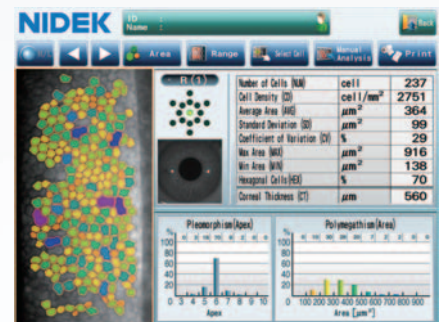 NIDEK
ID :
Name :
Back
Area
Range
Select Cell
Manual Analysis
Print
R (1)
Number of Cells (NUM) cell 237
Cell Density (CD) cell/mm² 2751
Average Area (AVG) μm² 364
Standard Deviation (SD) μm² 99
Coefficient of Variation (CV) % 29
Max Area (MAX) μm² 916
Min Area (MIN) μm² 138
Hexagonal Cells(HEX) % 70
Corneal Thickness (CT) μm 560
Pleomorphism(Apex)
%
100
80
60
40
20
0
3 4 5 6 7 8 9 10
Apex
Polymegathism(Area)
%
100
80
60
40
20
0
100 200 300 400 500 600 700 800 900
Area [μm²]